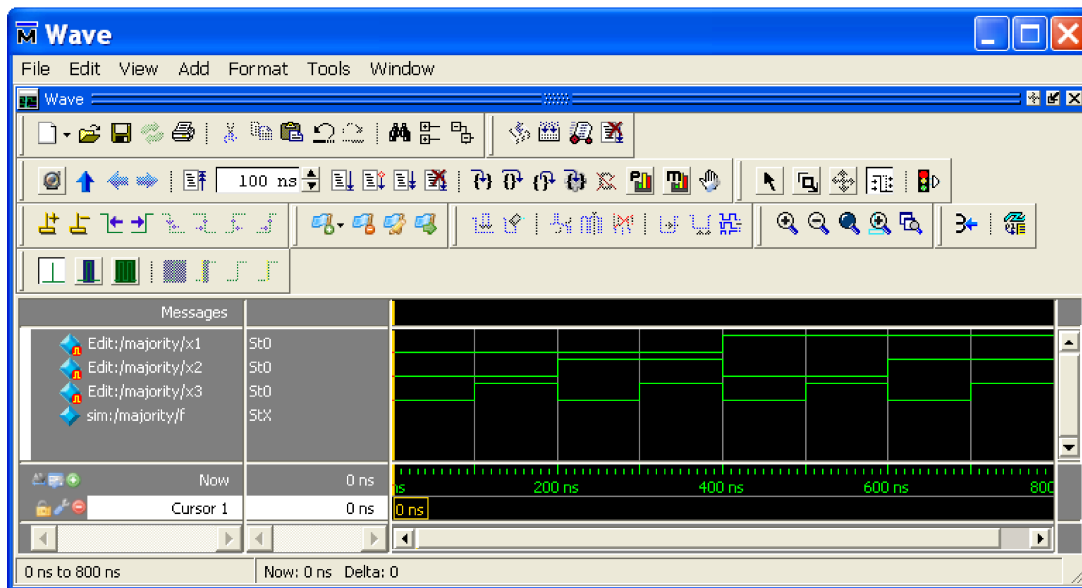 Wave
File Edit View Add Format Tools Window
Wave
100 ns
Messages
Edit:/majority/x1 St0
Edit:/majority/x2 St0
Edit:/majority/x3 St0
sim:/majority/f StX
Now 0 ns
ns 200 ns 400 ns 600 ns 800
Cursor 1 0 ns 0 ns
0 ns to 800 ns Now: 0 ns Delta: 0